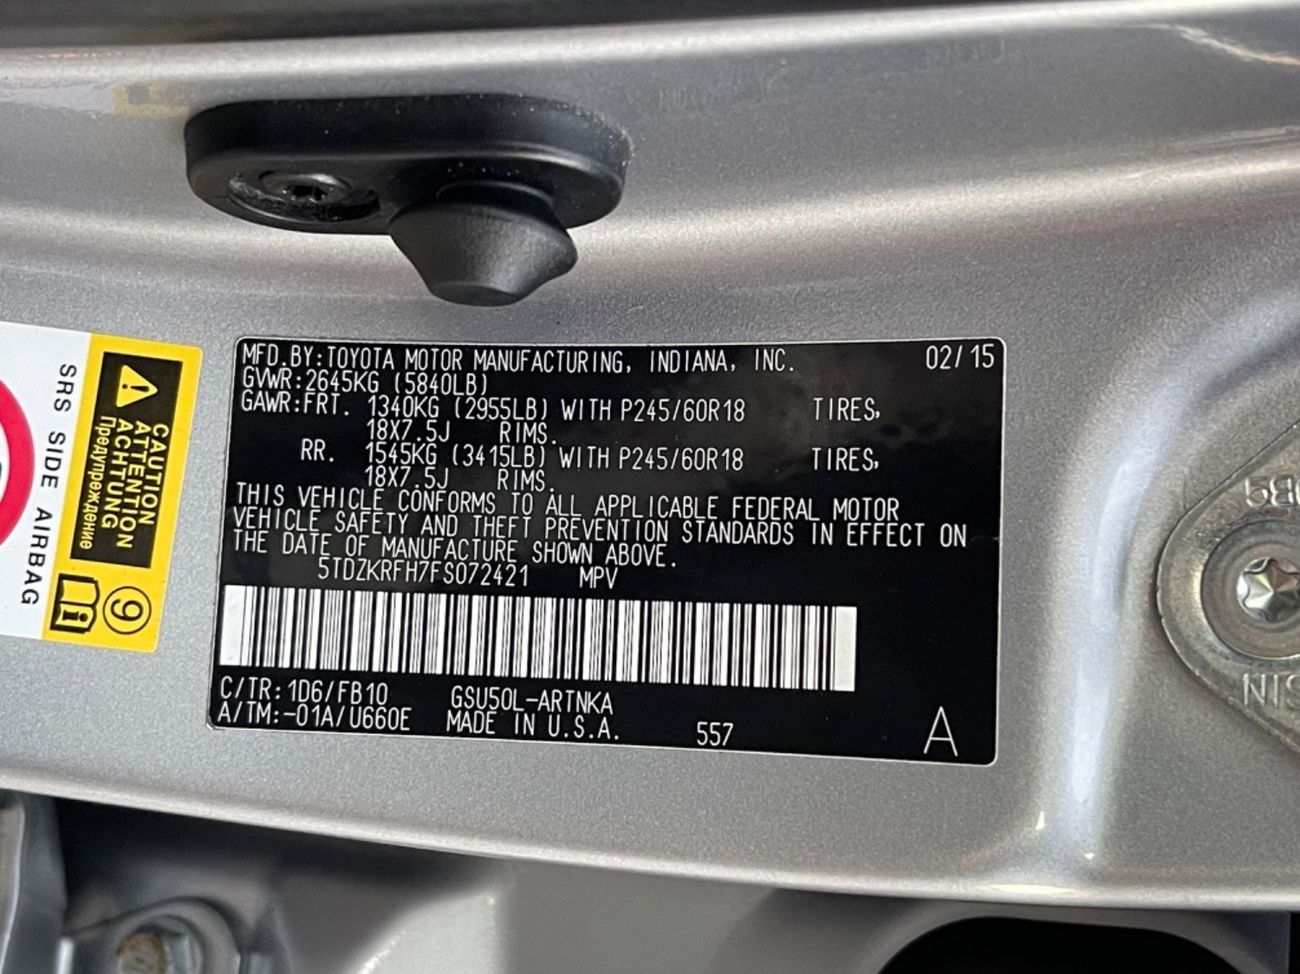 MFD.BY:TOYOTA MOTOR MANUFACTURING, INDIANA, INC. 02/15
GVWR:2645KG (5840LB)
GAWR:FRT. 1340KG (2955LB) WITH P245/60R18 TIRES,
18X7.5J RIMS.
RR. 1545KG (3415LB) WITH P245/60R18 TIRES,
18X7.5J RIMS.
THIS VEHICLE CONFORMS TO ALL APPLICABLE FEDERAL MOTOR
VEHICLE SAFETY AND THEFT PREVENTION STANDARDS IN EFFECT ON
THE DATE OF MANUFACTURE SHOWN ABOVE.
5TDZKRFH7FS072421 MPV
C/TR:1D6/FB10 GSU50L-ARTNKA
A/TM:-01A/U660E MADE IN U.S.A. 557 A
CAUTION
ATTENTION
ACHTUNG
Предупреждение
9
SRS SIDE AIRBAG